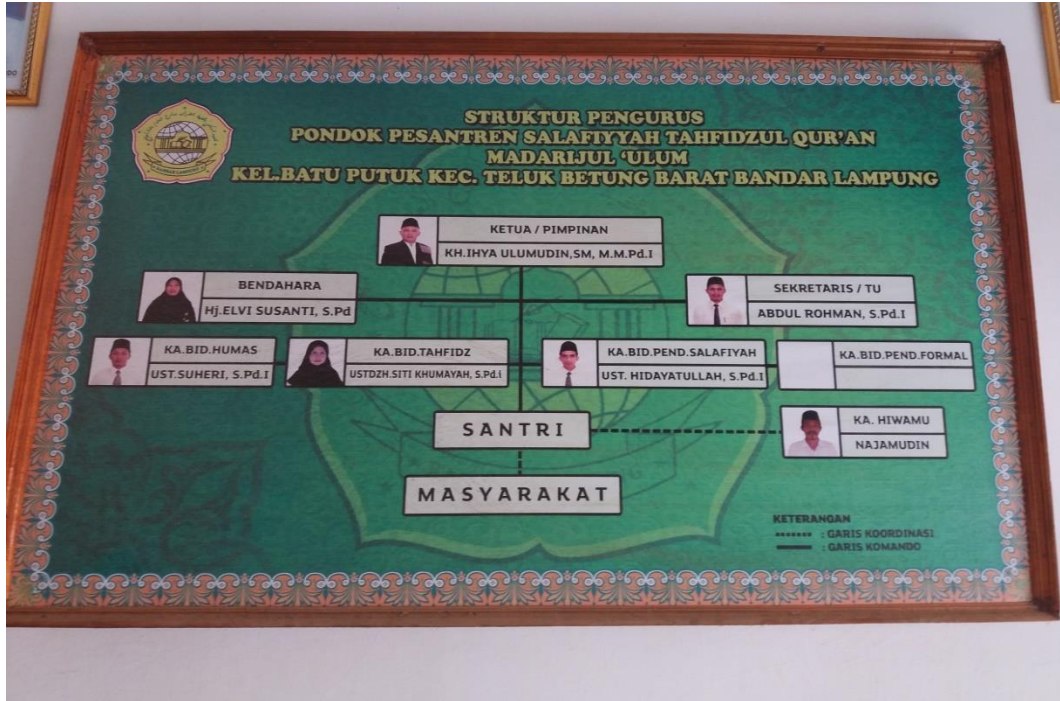 STRUKTUR PENGURUS
PONDOK PESANTREN SALAFIYYAH TAHFIDZUL QUR'AN
MADARIJUL 'ULUM
KEL.BATU PUTUK KEC. TELUK BETUNG BARAT BANDAR LAMPUNG
KETUA / PIMPINAN
KH.IHYA ULUMUDIN,SM, M.M.Pd.I
BENDAHARA
Hj.ELVI SUSANTI, S.Pd
SEKRETARIS / TU
ABDUL ROHMAN, S.Pd.I
KA.BID.HUMAS
UST.SUHERI, S.Pd.I
KA.BID.TAHFIDZ
USTDZH.SITI KHUMAYAH, S.Pd.i
KA.BID.PEND.SALAFIYAH
UST. HIDAYATULLAH, S.Pd.I
KA.BID.PEND.FORMAL
SANTRI
KA. HIWAMU
NAJAMUDIN
MASYARAKAT
KETERANGAN
: GARIS KOORDINASI
: GARIS KOMANDO